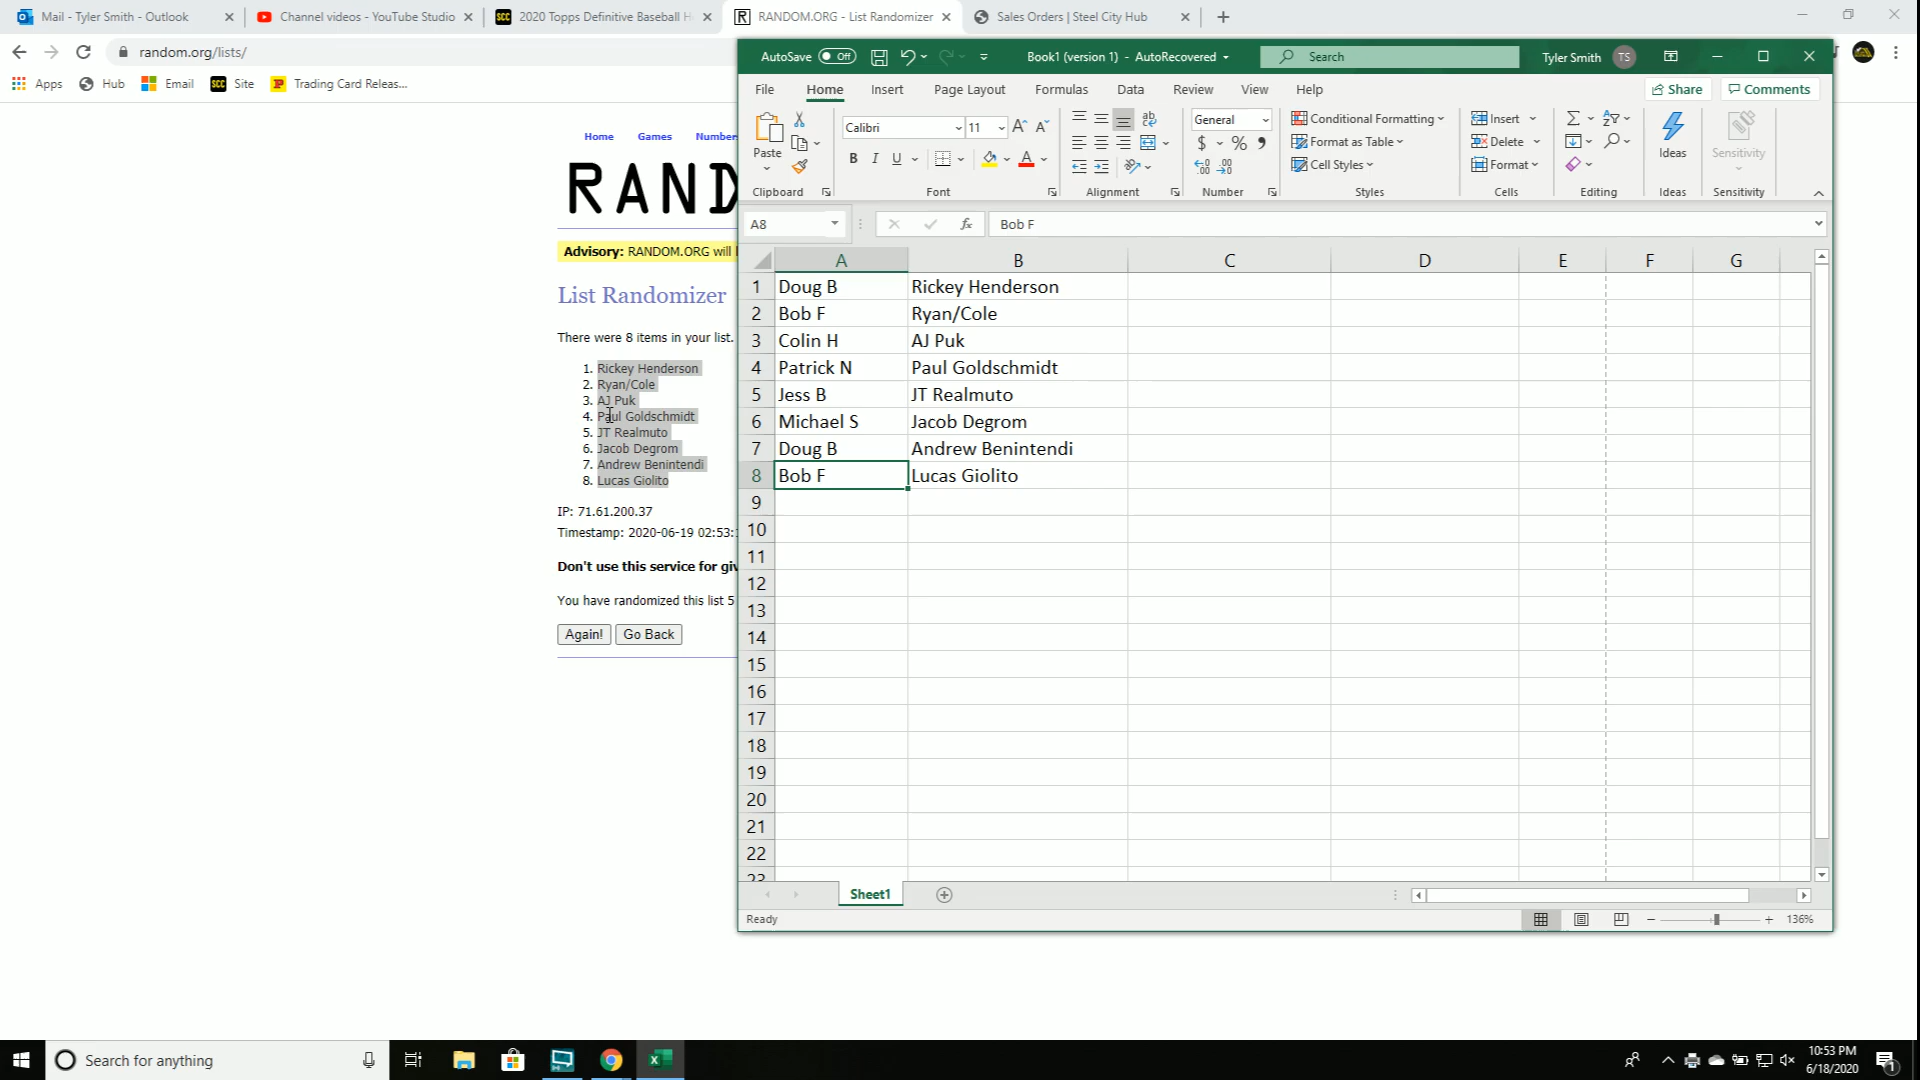 Mail - Tyler Smith - Outlook
Channel videos - YouTube Studio
2020 Topps Definitive Baseball H
RANDOM.ORG - List Randomizer
Sales Orders | Steel City Hub
random.org/lists/
Apps
Hub
Email
Site
Trading Card Releas...
AutoSave
Off
Book1 (version 1) - AutoRecovered
Search
Tyler Smith
TS
File
Home
Insert
Page Layout
Formulas
Data
Review
View
Help
Share
Comments
Paste
Calibri
11
General
Conditional Formatting
Format as Table
Cell Styles
Insert
Delete
Format
Ideas
Sensitivity
Clipboard
Font
Alignment
Number
Styles
Cells
Editing
Ideas
Sensitivity
A8
fx
Bob F
A B C D E F G
1 Doug B Rickey Henderson
2 Bob F Ryan/Cole
3 Colin H AJ Puk
4 Patrick N Paul Goldschmidt
5 Jess B JT Realmuto
6 Michael S Jacob Degrom
7 Doug B Andrew Benintendi
8 Bob F Lucas Giolito
9
10
11
12
13
14
15
16
17
18
19
20
21
22
23
Sheet1
Ready
136%
Home
Games
Number
RAND
Advisory: RANDOM.ORG will
List Randomizer
There were 8 items in your list.
1. Rickey Henderson
2. Ryan/Cole
3. AJ Puk
4. Paul Goldschmidt
5. JT Realmuto
6. Jacob Degrom
7. Andrew Benintendi
8. Lucas Giolito
IP: 71.61.200.37
Timestamp: 2020-06-19 02:53:
Don't use this service for giv
You have randomized this list 5
Again!
Go Back
Search for anything
10:53 PM
6/18/2020
1